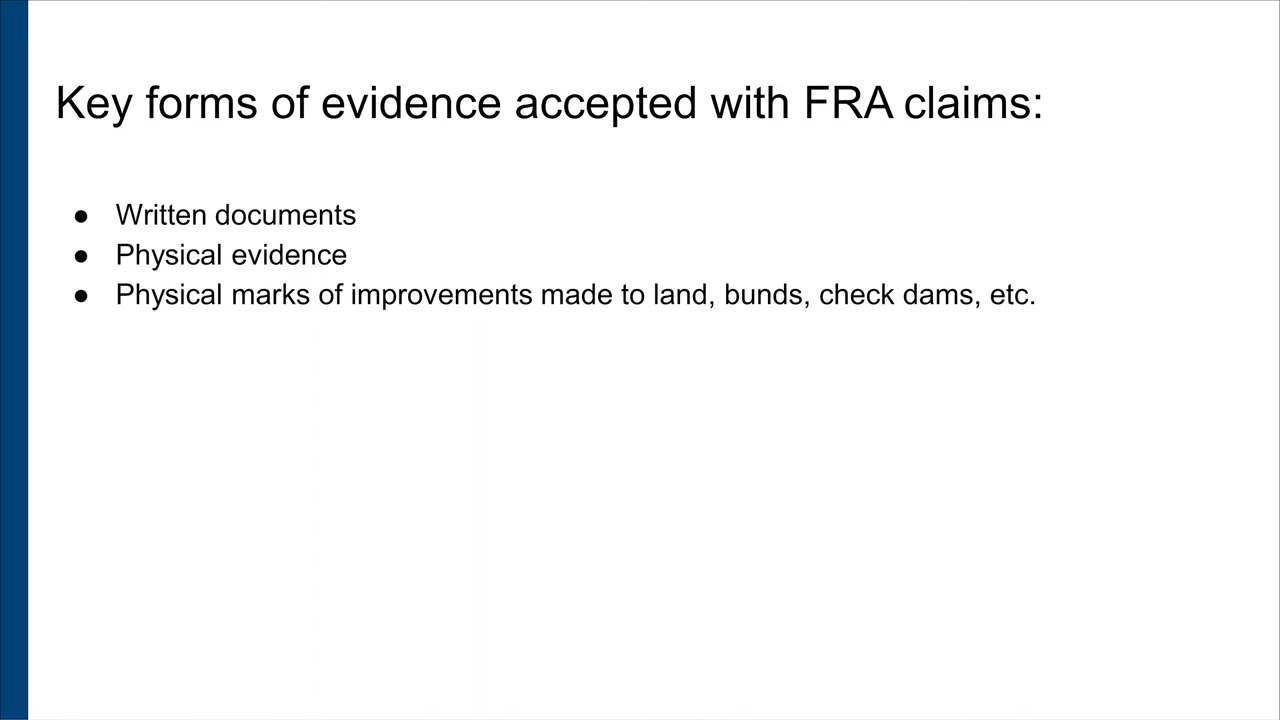 Key forms of evidence accepted with FRA claims:
● Written documents
● Physical evidence
● Physical marks of improvements made to land, bunds, check dams, etc.